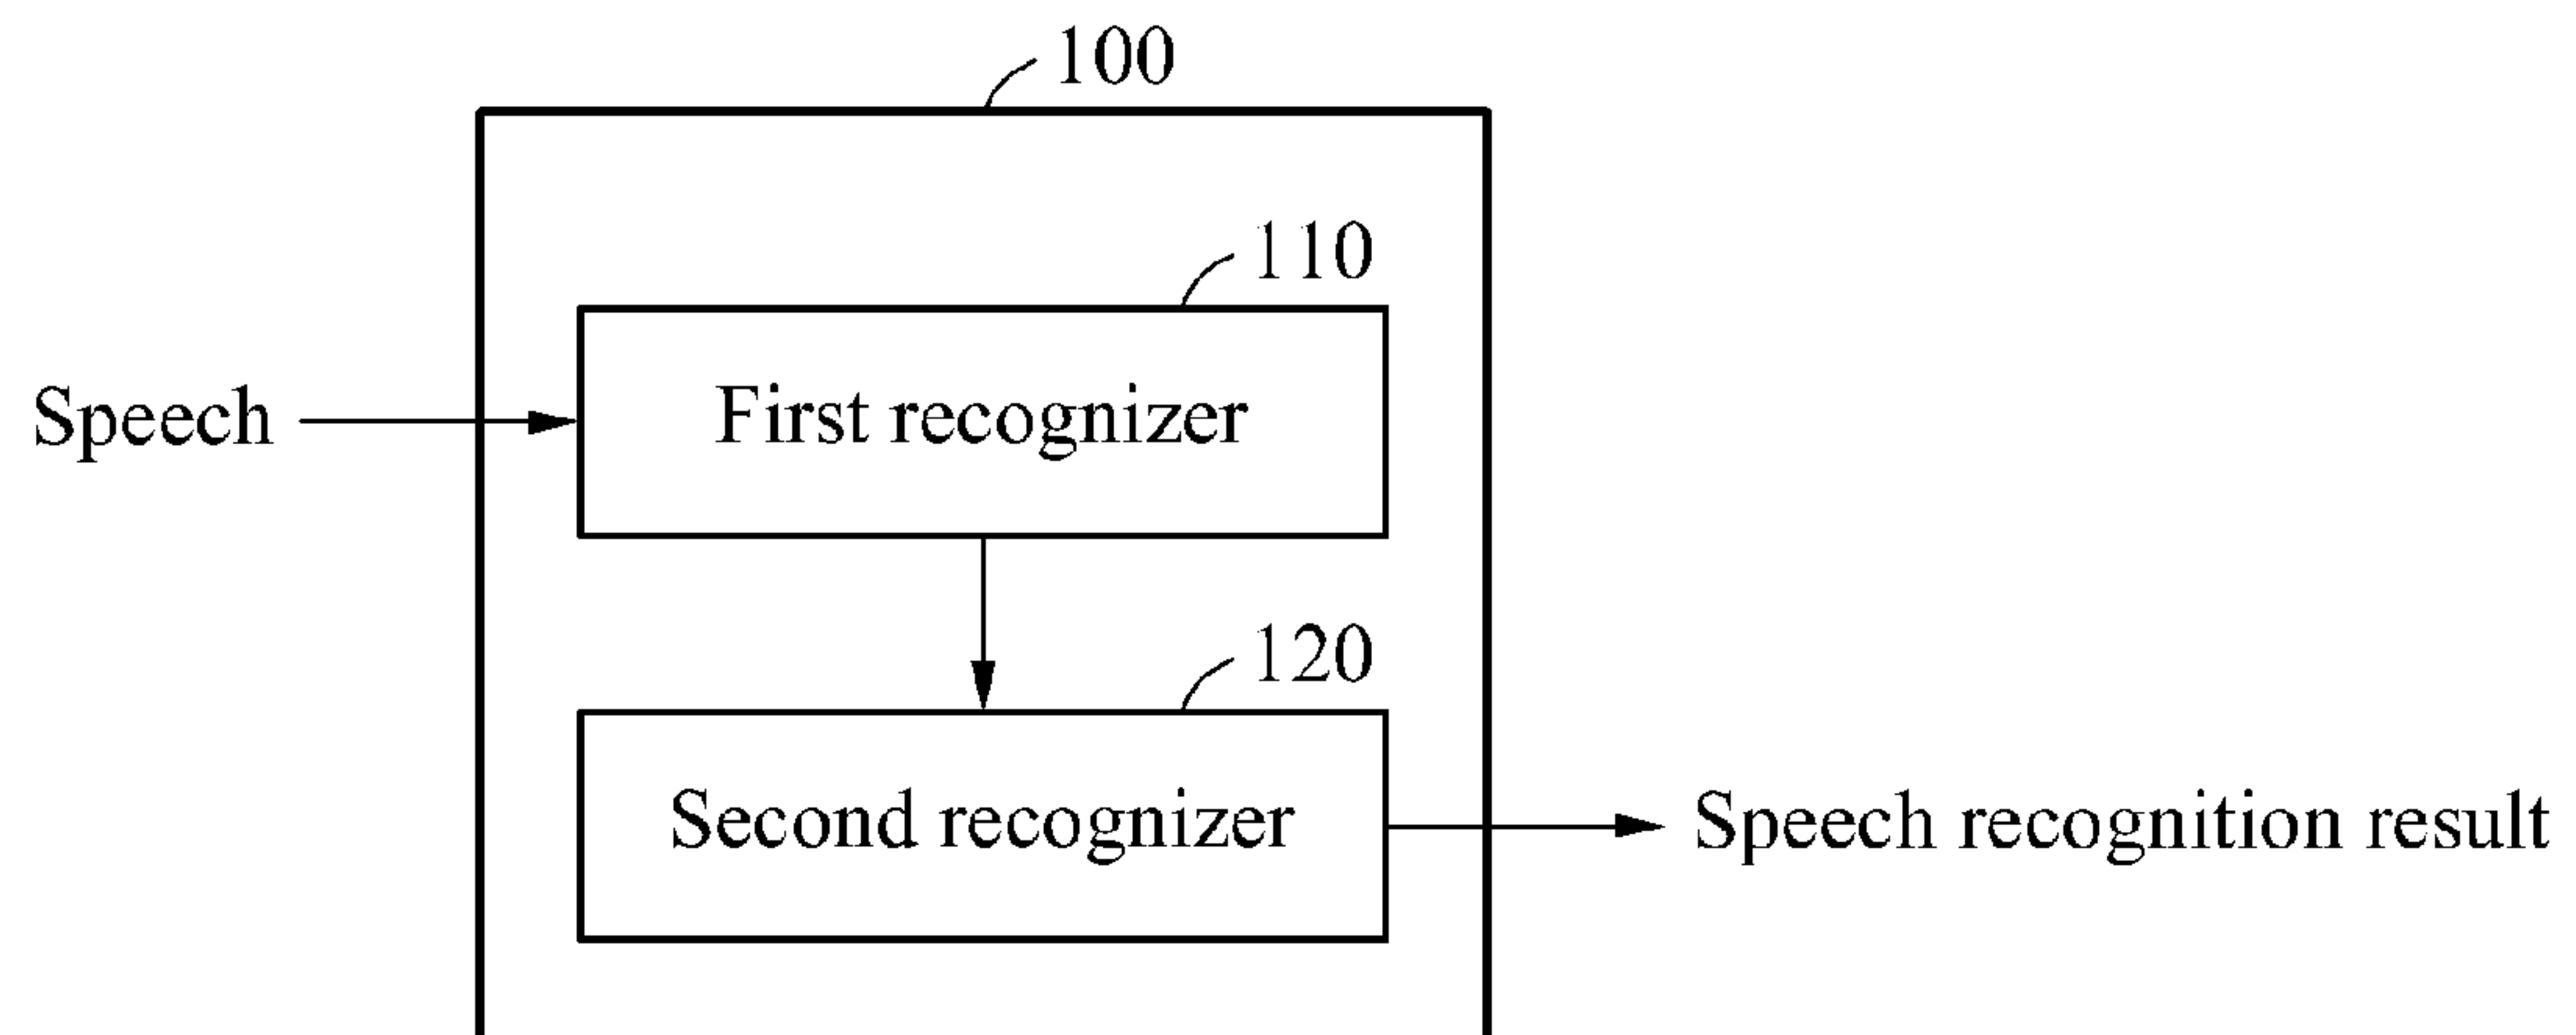 100
110
Speech
First recognizer
120
Second recognizer
Speech recognition result